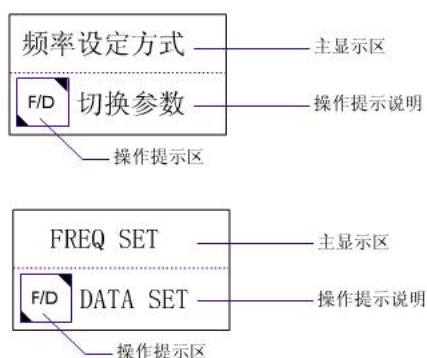 频率设定方式 主显示区
F/D 切换参数 操作提示说明
操作提示区
FREQ SET 主显示区
F/D DATA SET 操作提示说明
操作提示区